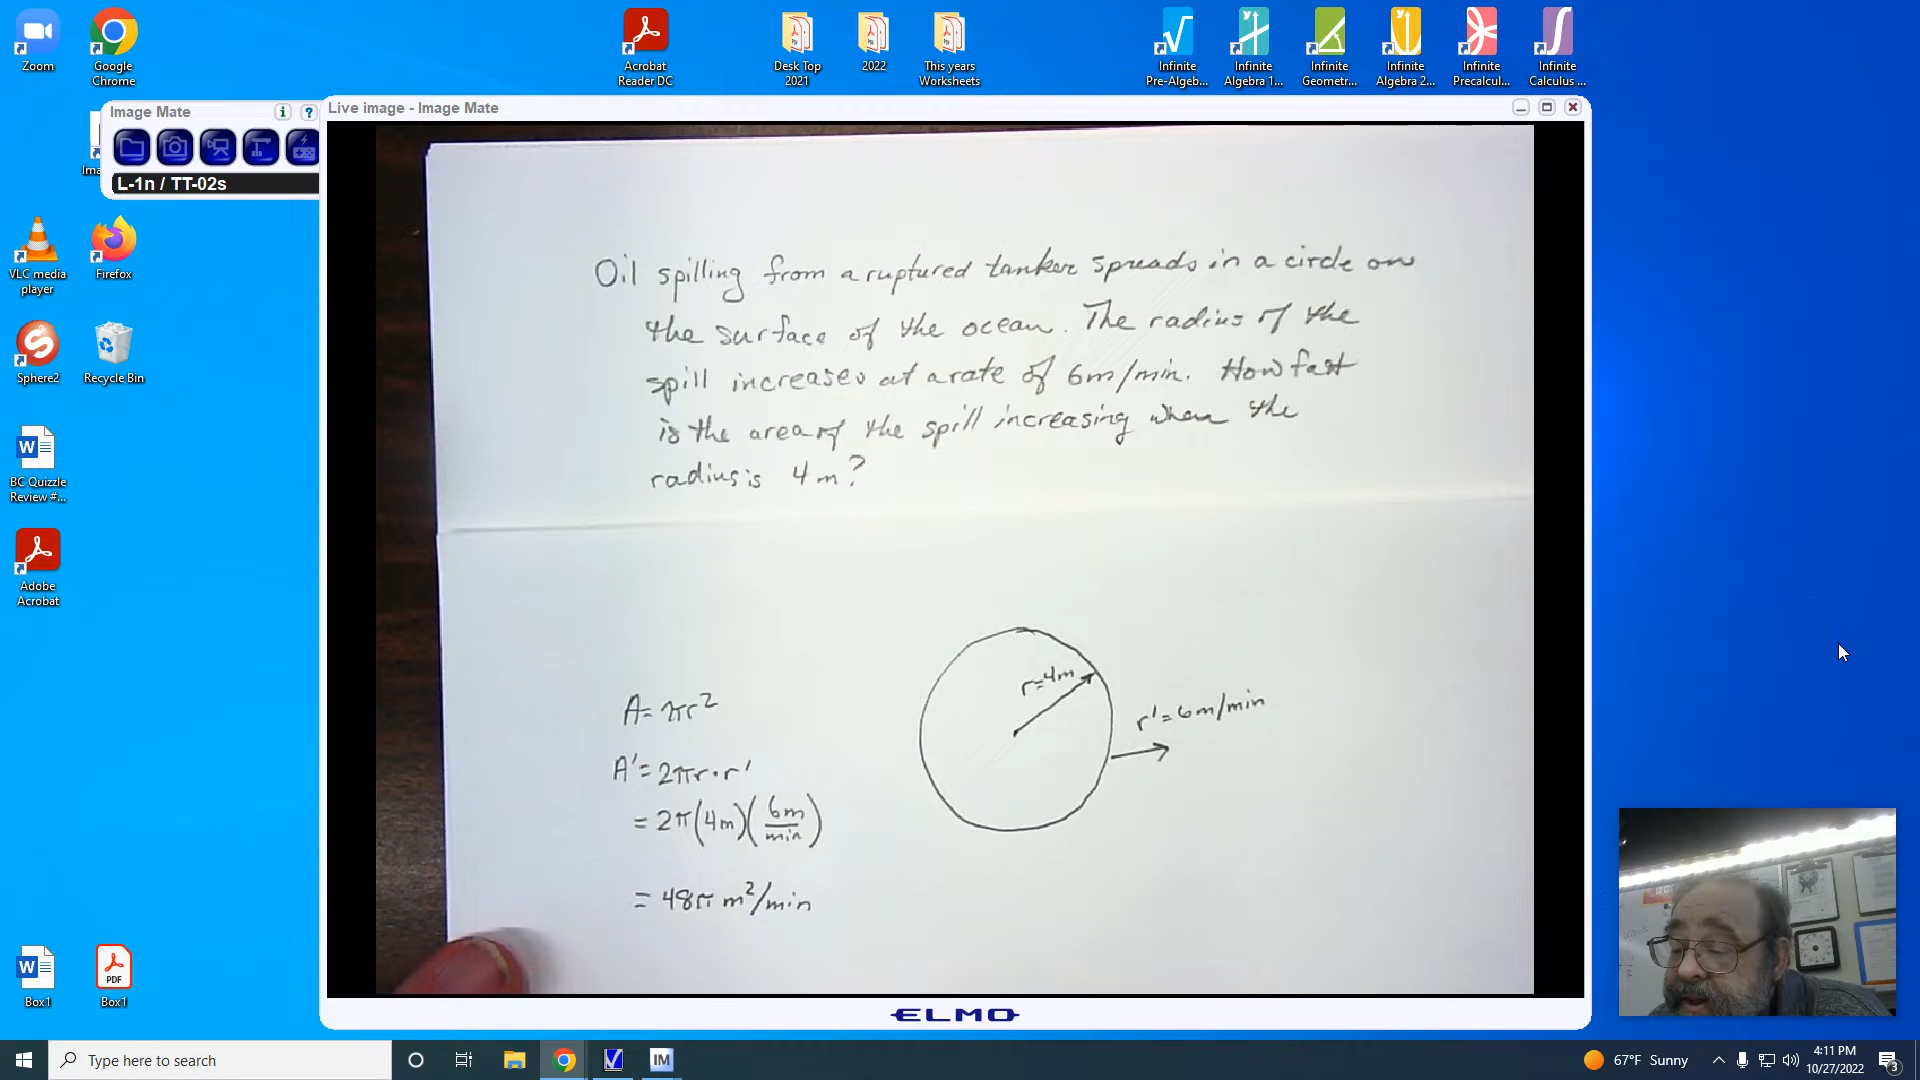 Zoom
Google Chrome
Acrobat Reader DC
Desk Top 2021
2022
This years Worksheets
Infinite Pre-Algeb...
Infinite Algebra 1...
Infinite Geometr...
Infinite Algebra 2...
Infinite Precalcul...
Infinite Calculus ...
Image Mate
L-1n / TT-02s
Live image - Image Mate
VLC media player
Firefox
Sphere2
Recycle Bin
BC Quizzle Review #...
Adobe Acrobat
Box1
Box1
Oil spilling from a ruptured tanker spreads in a circle on
the surface of the ocean. The radius of the
spill increases at a rate of 6m/min. How fast
is the area of the spill increasing when the
radius is 4 m?
r=4m
r'=6m/min
A=πr²
A'=2πr·r'
=2π(4m)(6m/min)
=48π m²/min
ELMO
Type here to search
IM
67°F Sunny
4:11 PM
10/27/2022
3